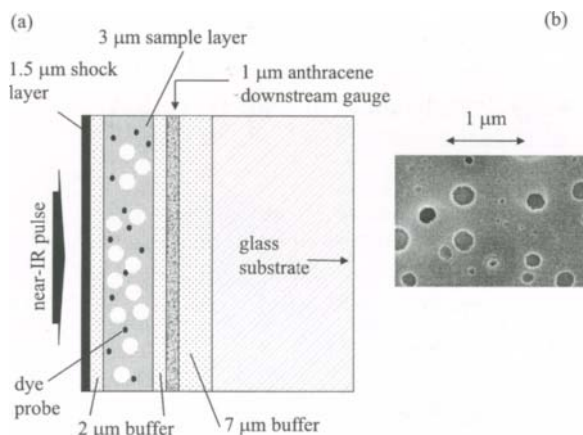 (a)
3 μm sample layer
(b)
1.5 μm shock
layer
1 μm anthracene
downstream gauge
1 μm
near-IR pulse
glass
substrate
dye
probe
2 μm buffer
7 μm buffer